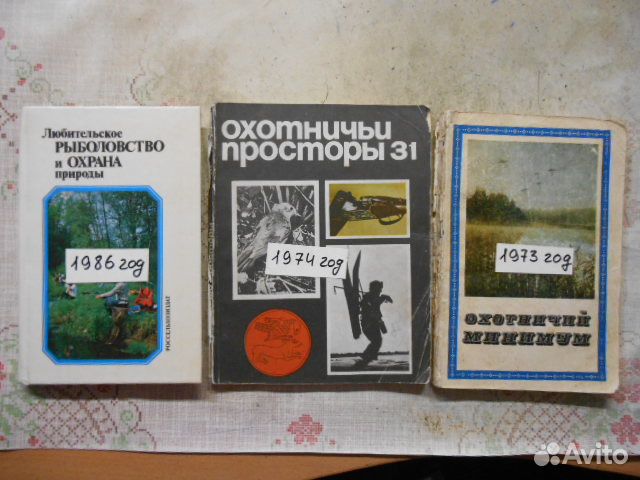 Любительское
РЫБОЛОВСТВО
и ОХРАНА
природы
1986 год
РОССЕЛЬХОЗИЗДАТ
охотничьи
просторы 31
1974 год
1973 год
ОХОТНИЧИЙ
МИНИМУМ
Avito